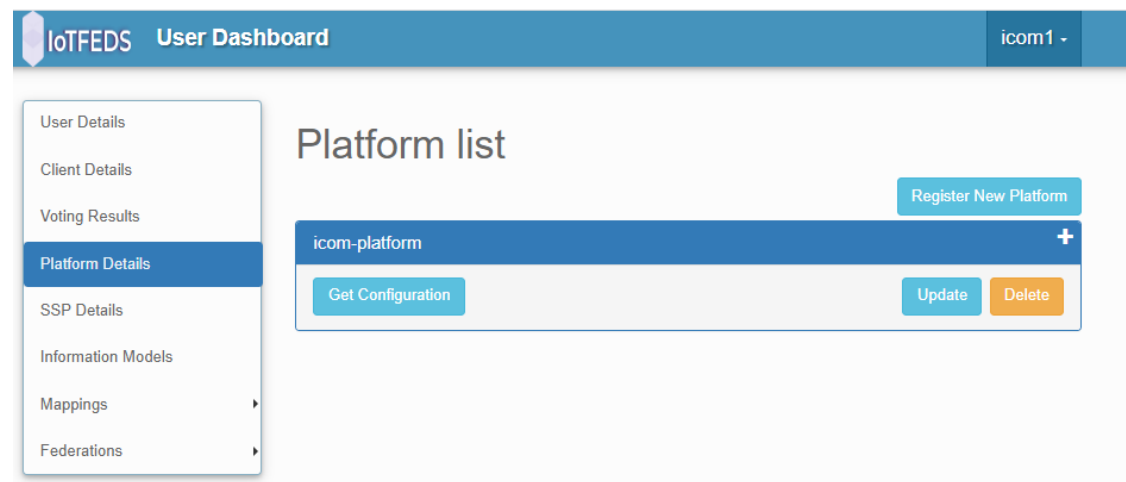 IoTFEDS User Dashboard icom1
User Details
Client Details
Voting Results
Platform Details
SSP Details
Information Models
Mappings
Federations
Platform list
Register New Platform
icom-platform +
Get Configuration Update Delete